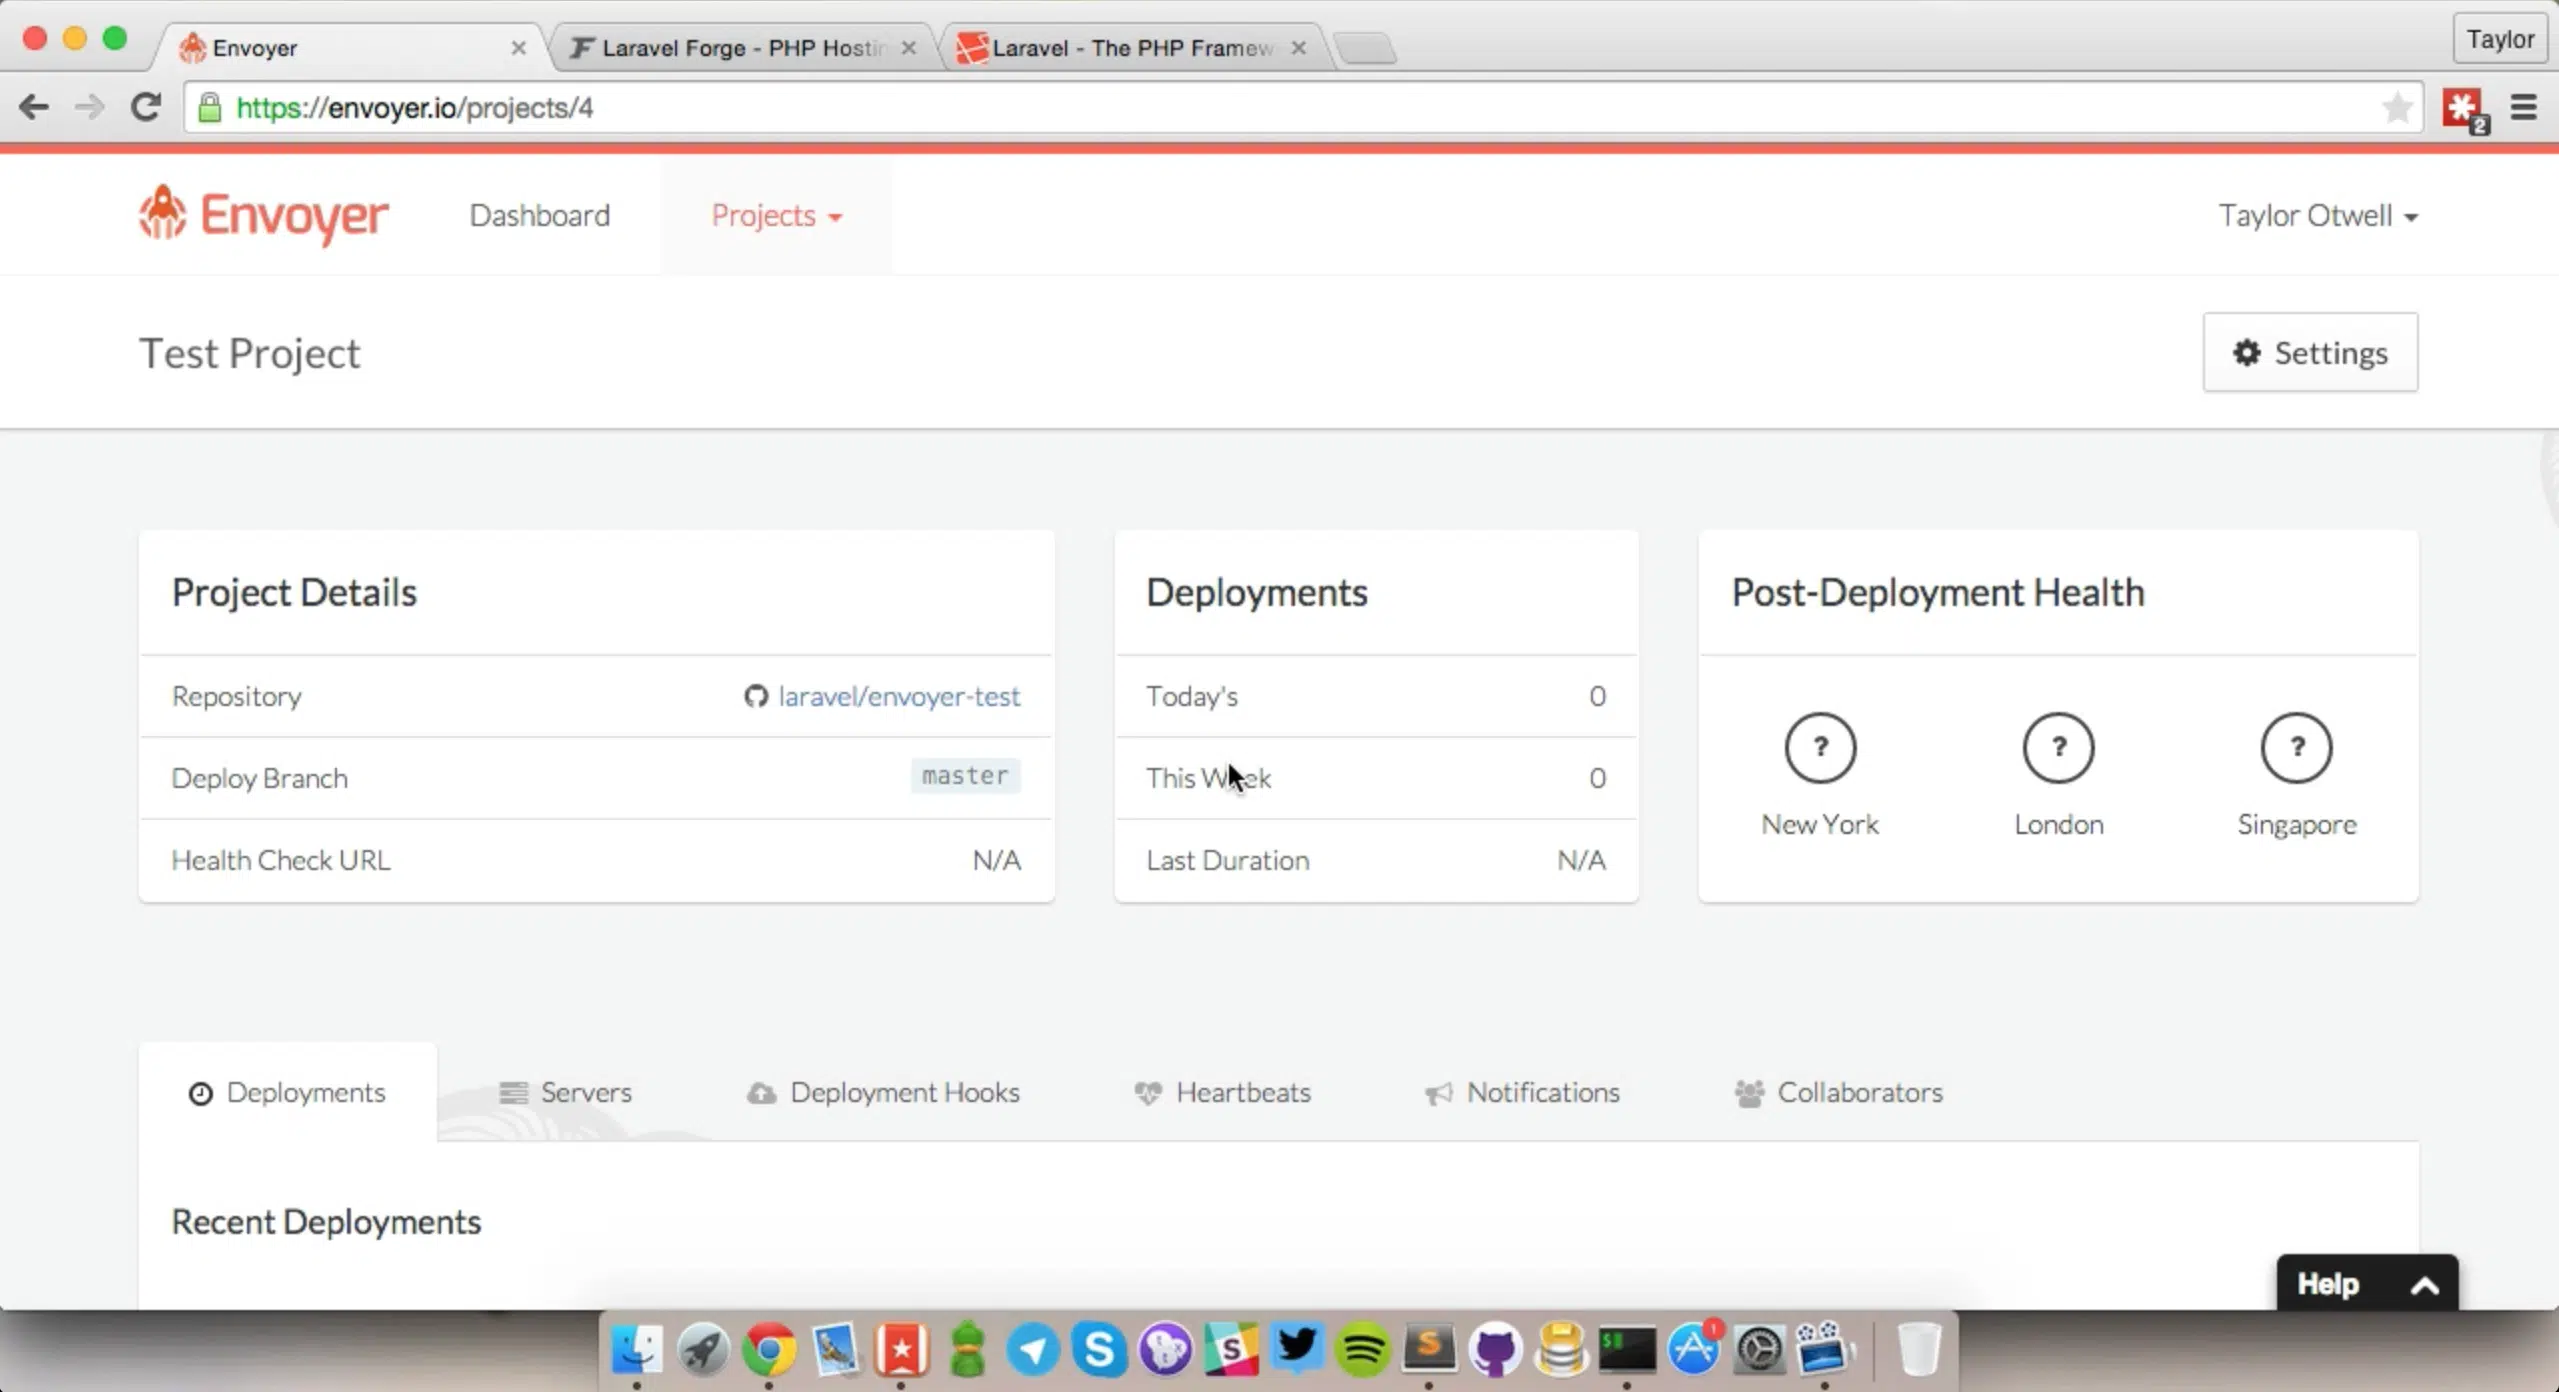 Envoyer
Laravel Forge - PHP Hostin
Laravel - The PHP Framew
Taylor
https://envoyer.io/projects/4
2
Envoyer
Dashboard
Projects
Taylor Otwell
Test Project
Settings
Project Details
Repository
laravel/envoyer-test
Deploy Branch
master
Health Check URL
N/A
Deployments
Today's
0
This Week
0
Last Duration
N/A
Post-Deployment Health
? ? ?
New York
London
Singapore
Deployments
Servers
Deployment Hooks
Heartbeats
Notifications
Collaborators
Recent Deployments
Help
S
S
S
$
1